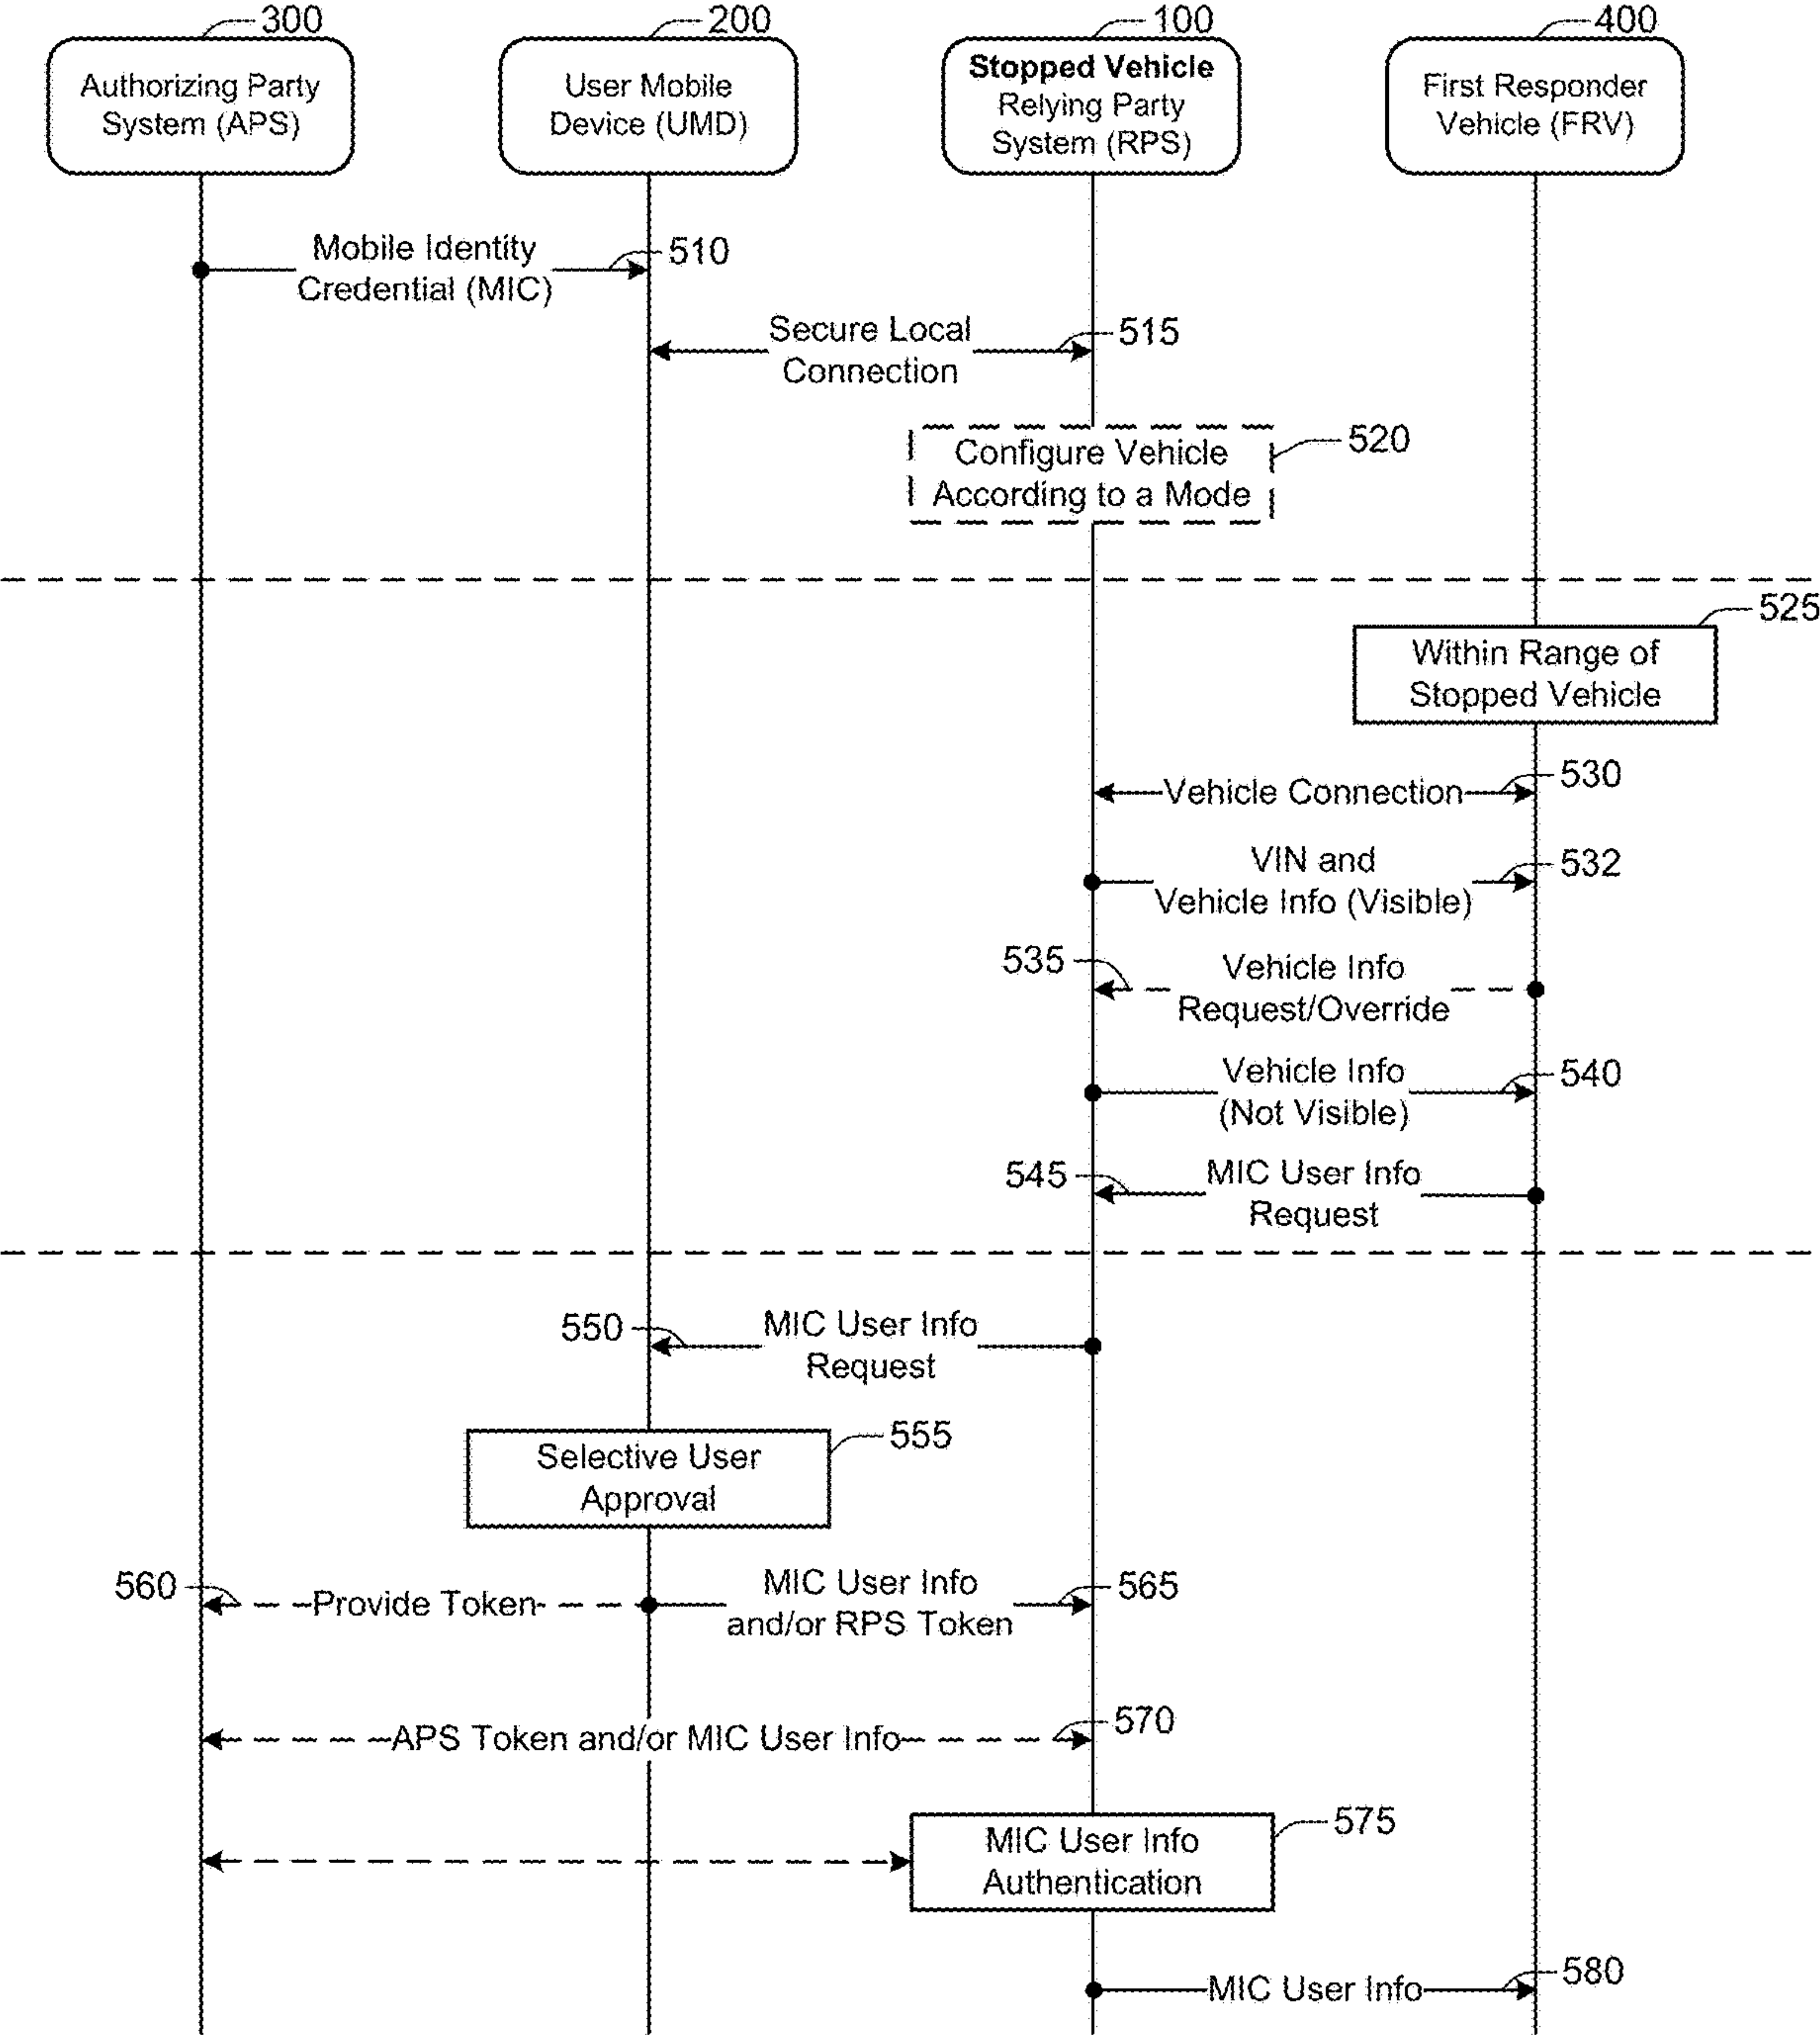 300
200
100
400
Authorizing Party
System (APS)
User Mobile
Device (UMD)
Stopped Vehicle
Relying Party
System (RPS)
First Responder
Vehicle (FRV)
Mobile Identity
Credential (MIC)
510
Secure Local
Connection
515
Configure Vehicle
According to a Mode
520
525
Within Range of
Stopped Vehicle
Vehicle Connection
530
VIN and
Vehicle Info (Visible)
532
535
Vehicle Info
Request/Override
Vehicle Info
(Not Visible)
540
545
MIC User Info
Request
550
MIC User Info
Request
Selective User
Approval
555
560
Provide Token
MIC User Info
and/or RPS Token
565
APS Token and/or MIC User Info
570
MIC User Info
Authentication
575
MIC User Info
580